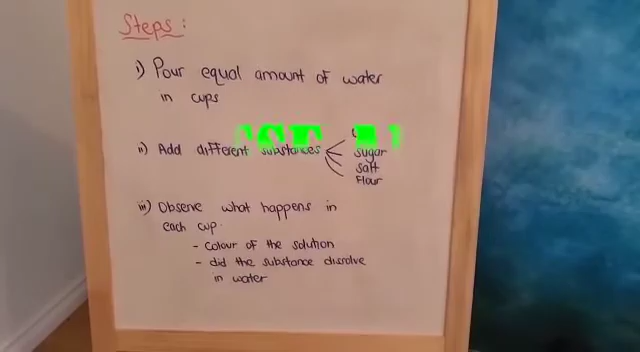 Steps:
i) Pour equal amount of water
in cups
ii) Add different substances
sugar
salt
Flour
iii) Observe what happens in
each cup.
- Colour of the solution
- did the substance dissolve
in water